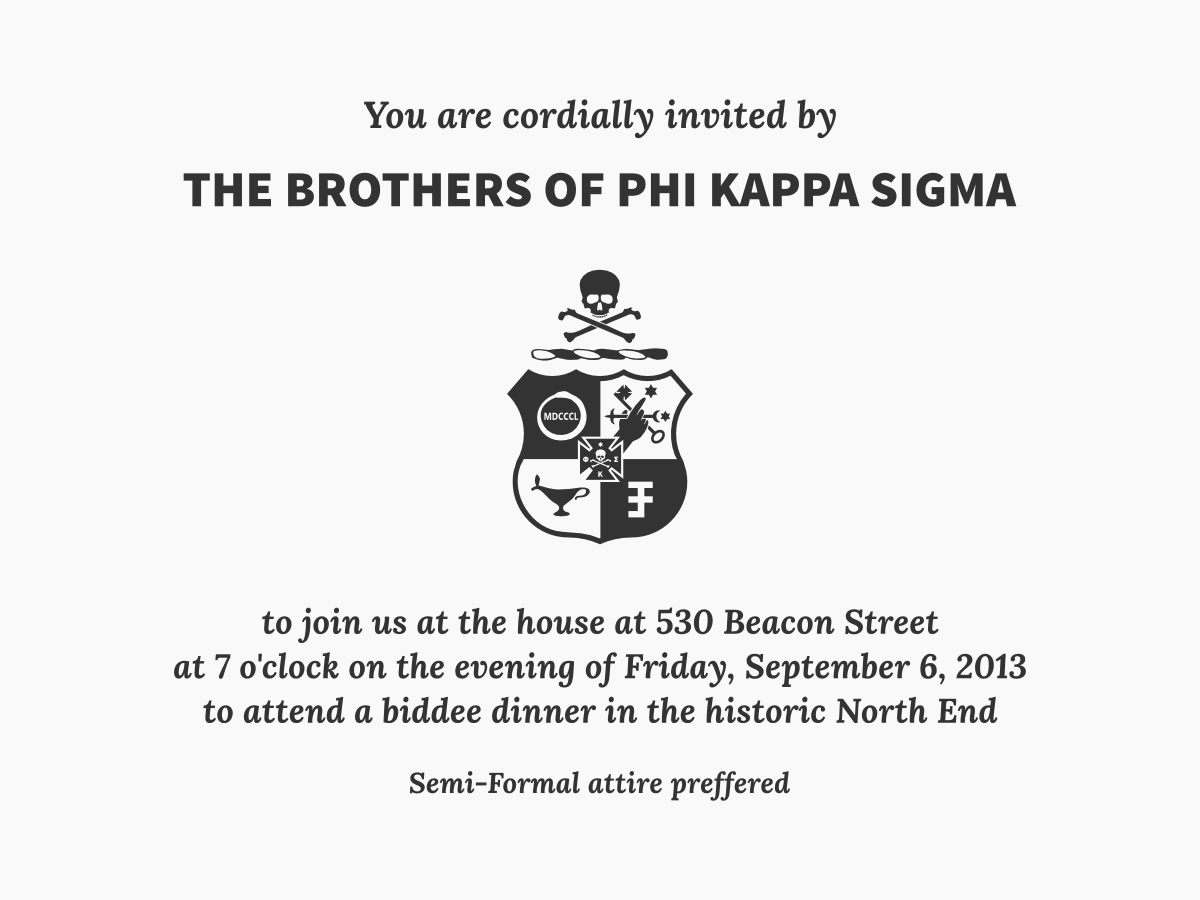 You are cordially invited by
THE BROTHERS OF PHI KAPPA SIGMA
MDCCCL
Φ Σ
K
to join us at the house at 530 Beacon Street
at 7 o'clock on the evening of Friday, September 6, 2013
to attend a biddee dinner in the historic North End
Semi-Formal attire preffered